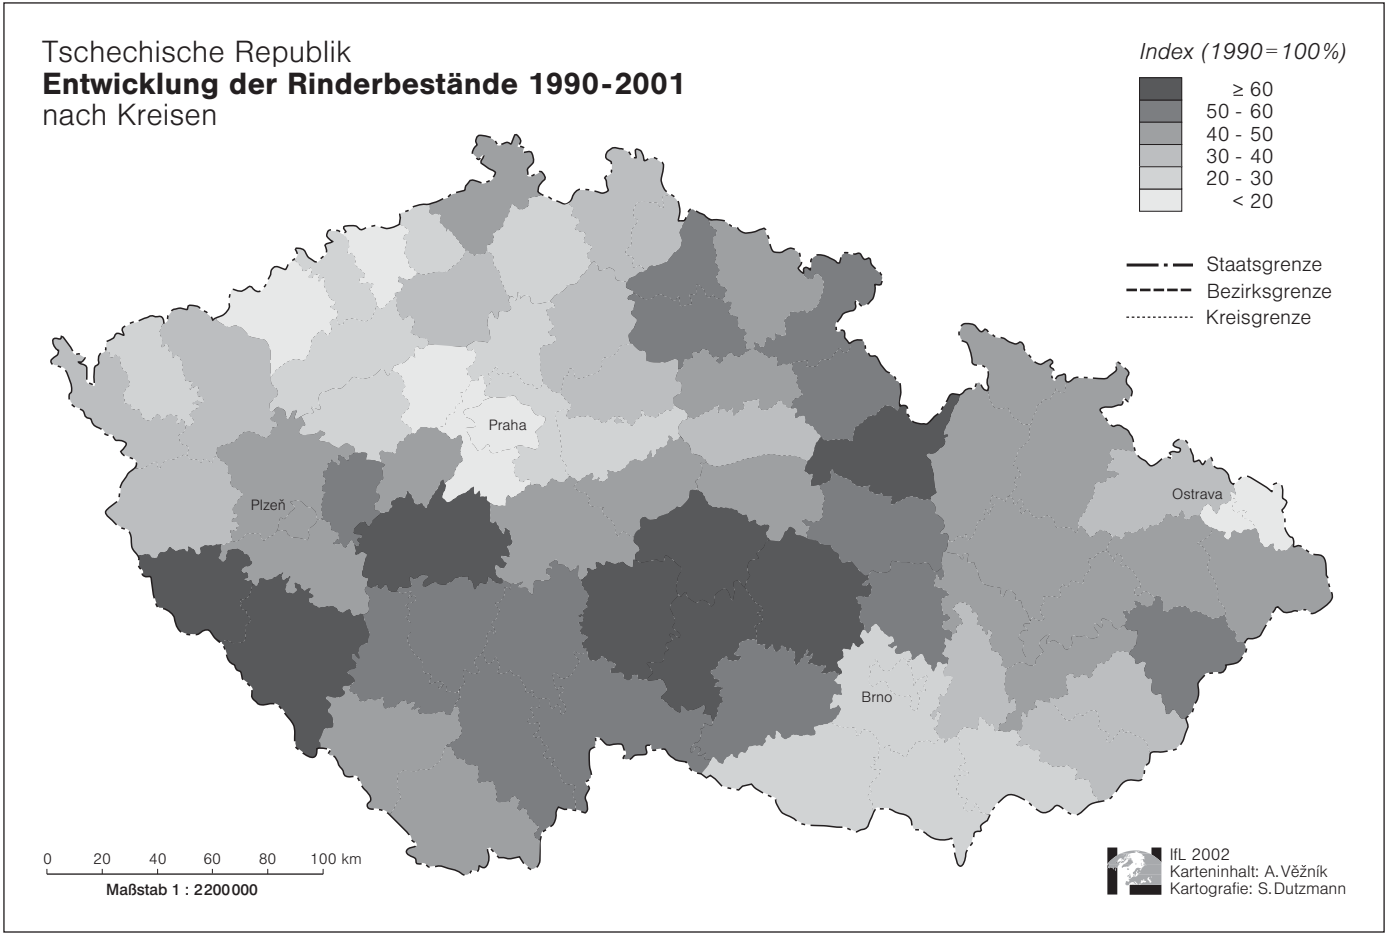 Tschechische Republik
Entwicklung der Rinderbestände 1990-2001
nach Kreisen
Index (1990=100%)
≥ 60
50 - 60
40 - 50
30 - 40
20 - 30
< 20
Staatsgrenze
Bezirksgrenze
Kreisgrenze
Praha
Plzeň
Ostrava
Brno
0 20 40 60 80 100 km
Maßstab 1 : 2200000
IfL 2002
Karteninhalt: A.Věžník
Kartografie: S.Dutzmann